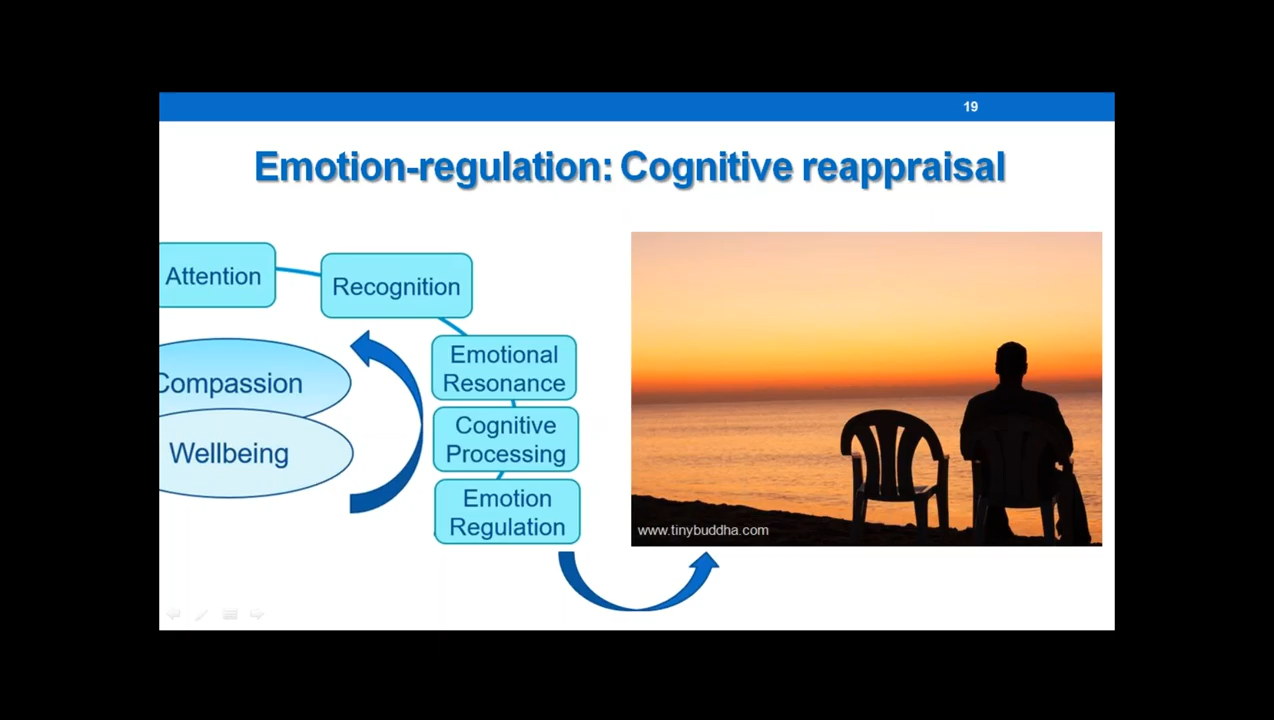 19
Emotion-regulation: Cognitive reappraisal
Attention
Recognition
Emotional
Resonance
Compassion
Cognitive
Processing
Wellbeing
Emotion
Regulation
www.tinybuddha.com